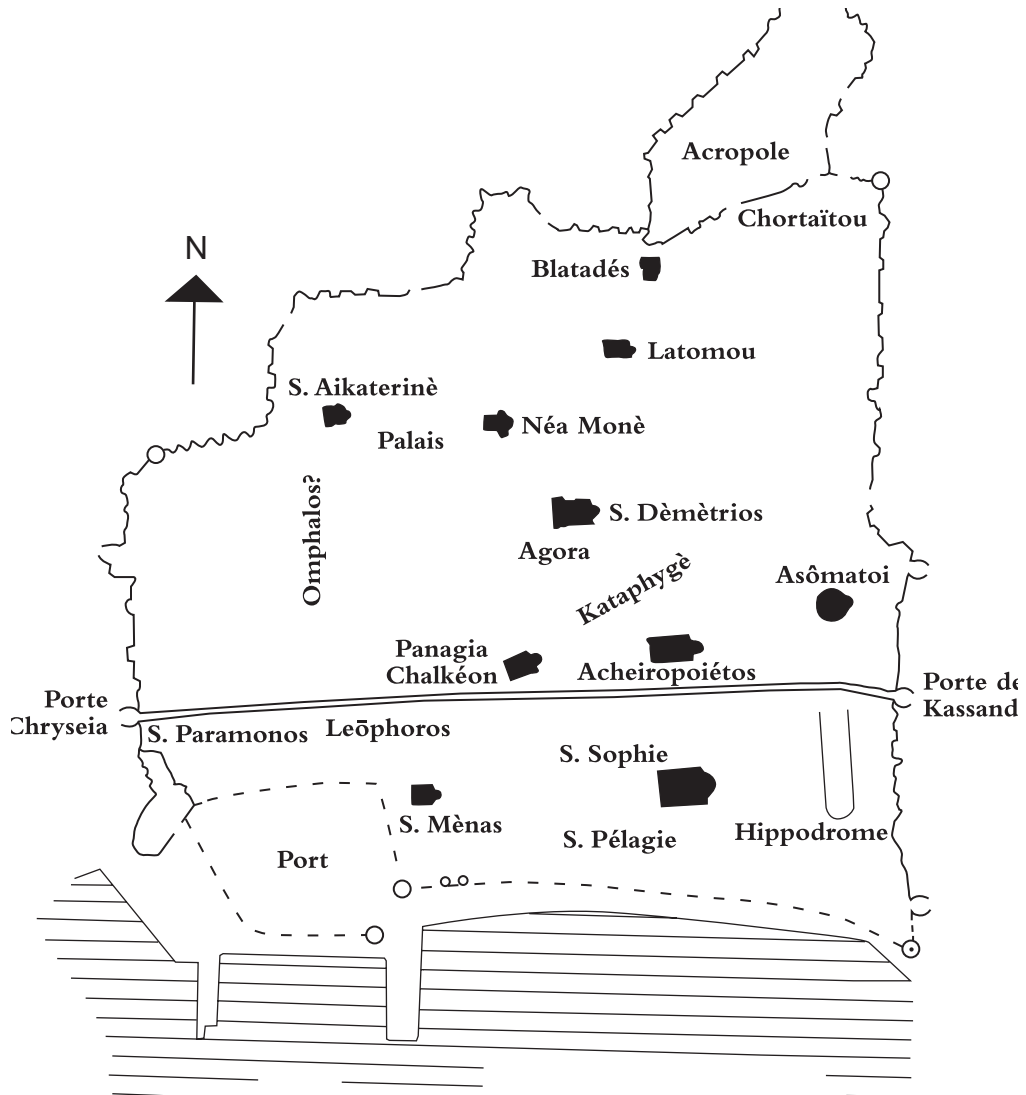 Acropole
Chortaïtou
N
Blatadés
Latomou
S. Aikaterinè
Palais
Néa Monè
Omphalos?
S. Dèmètrios
Agora
Kataphygè
Asômatoi
Panagia
Chalkéon
Acheiropoiétos
Porte
Chryseia
Porte de
Kassand
S. Paramonos
Leōphoros
S. Sophie
S. Mènas
S. Pélagie
Hippodrome
Port